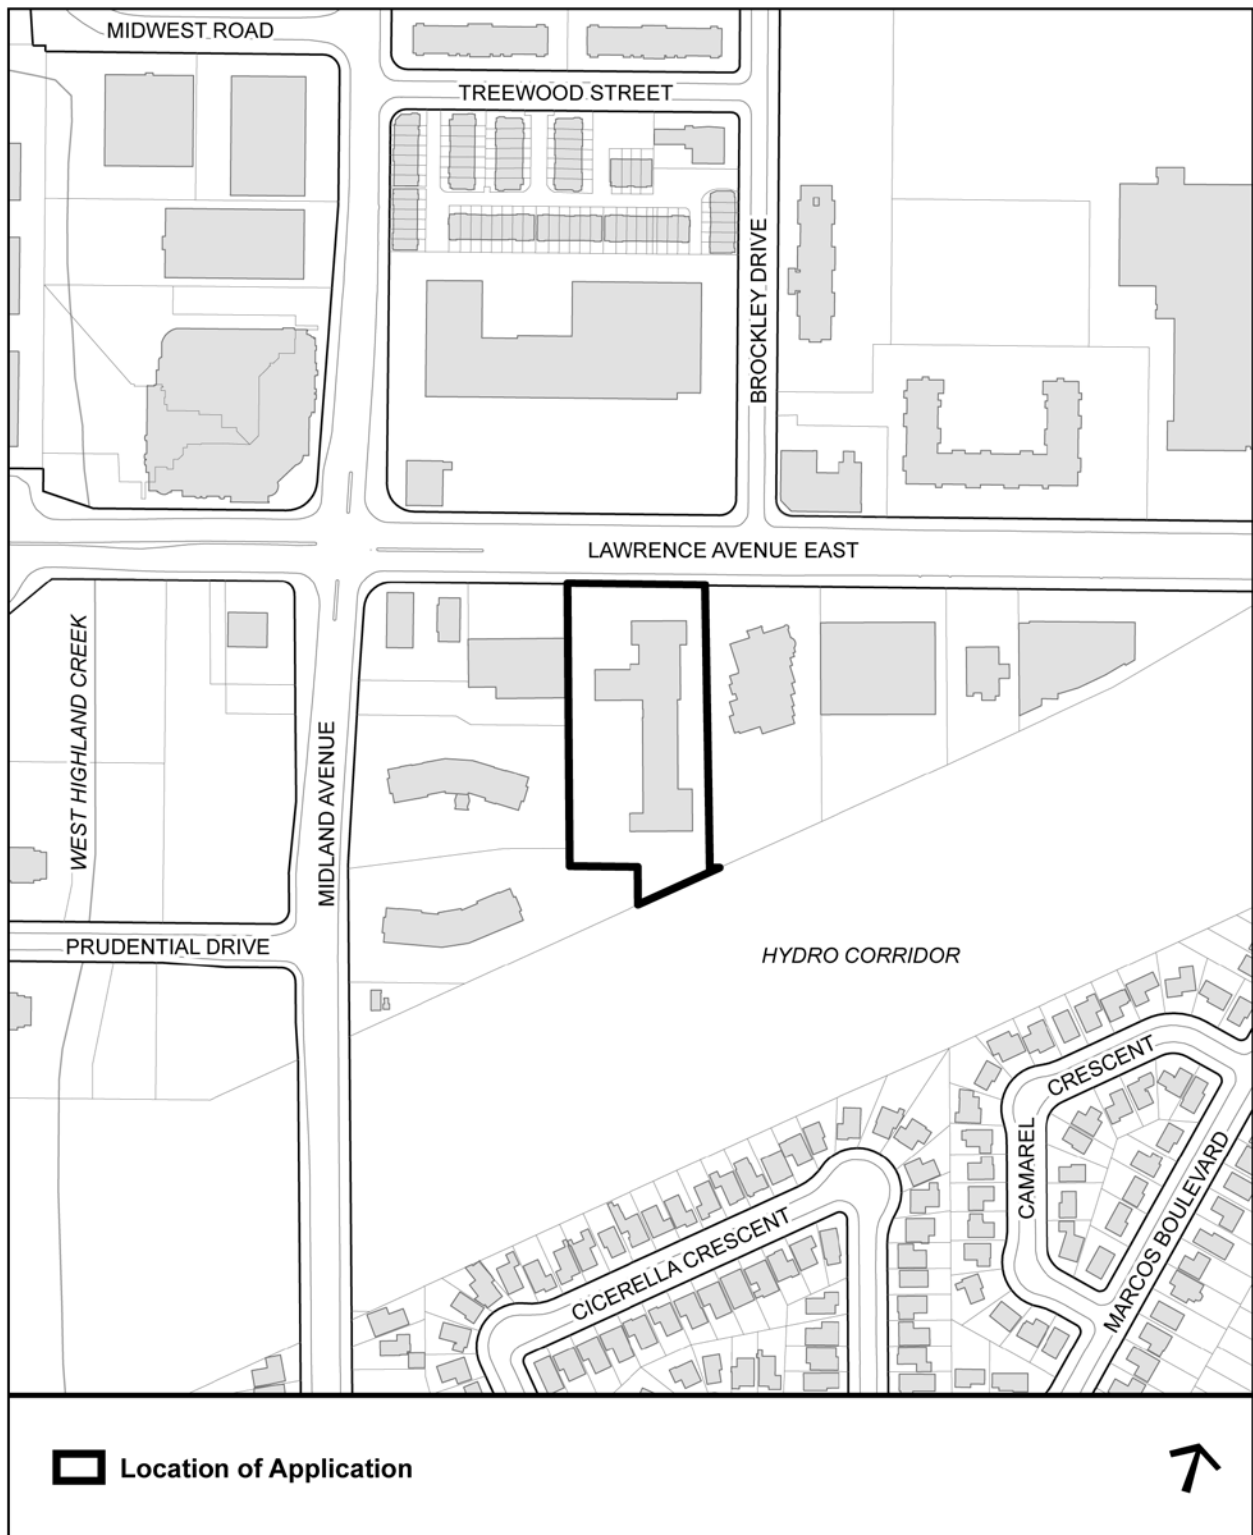 MIDWEST ROAD
TREEWOOD STREET
BROCKLEY DRIVE
LAWRENCE AVENUE EAST
WEST HIGHLAND CREEK
MIDLAND AVENUE
PRUDENTIAL DRIVE
HYDRO CORRIDOR
CRESCENT
CAMAREL
MARCOS BOULEVARD
CICERELLA CRESCENT
Location of Application